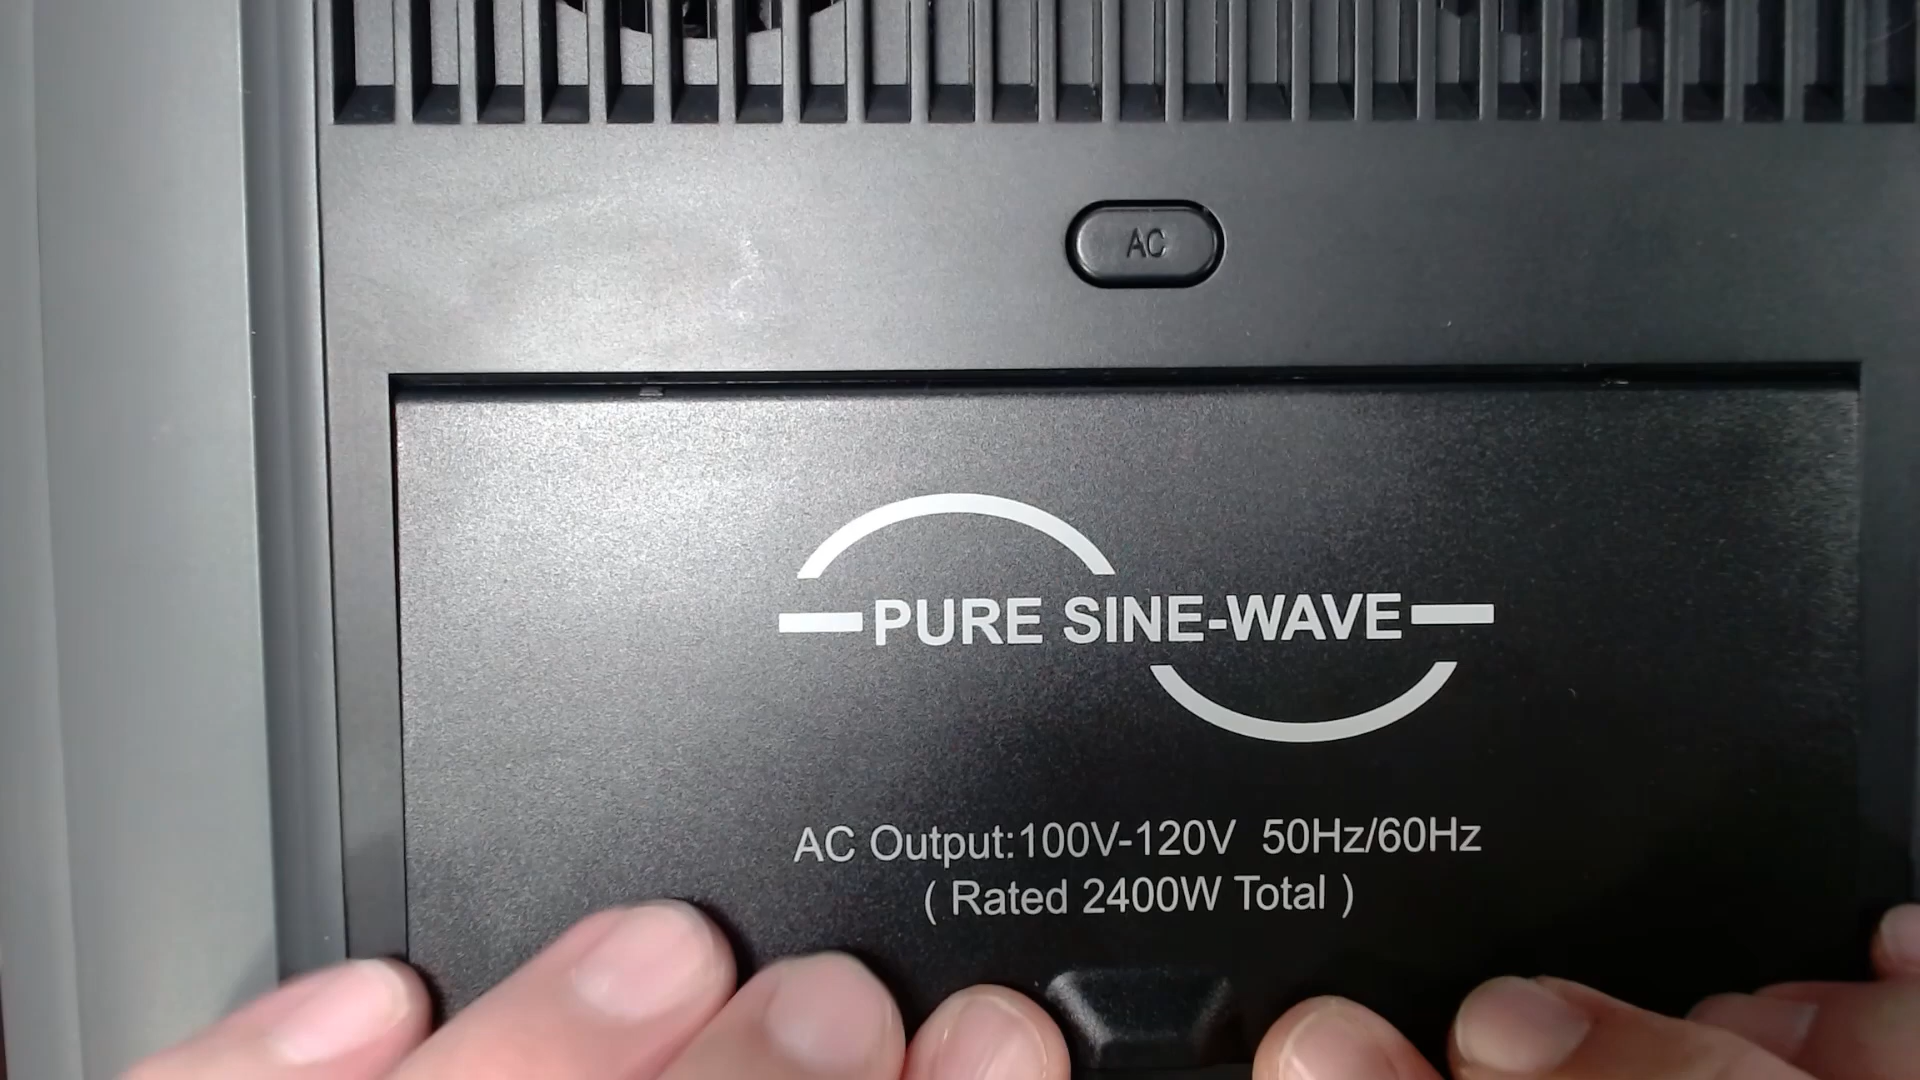 AC
PURE SINE-WAVE
AC Output:100V-120V 50Hz/60Hz
( Rated 2400W Total )